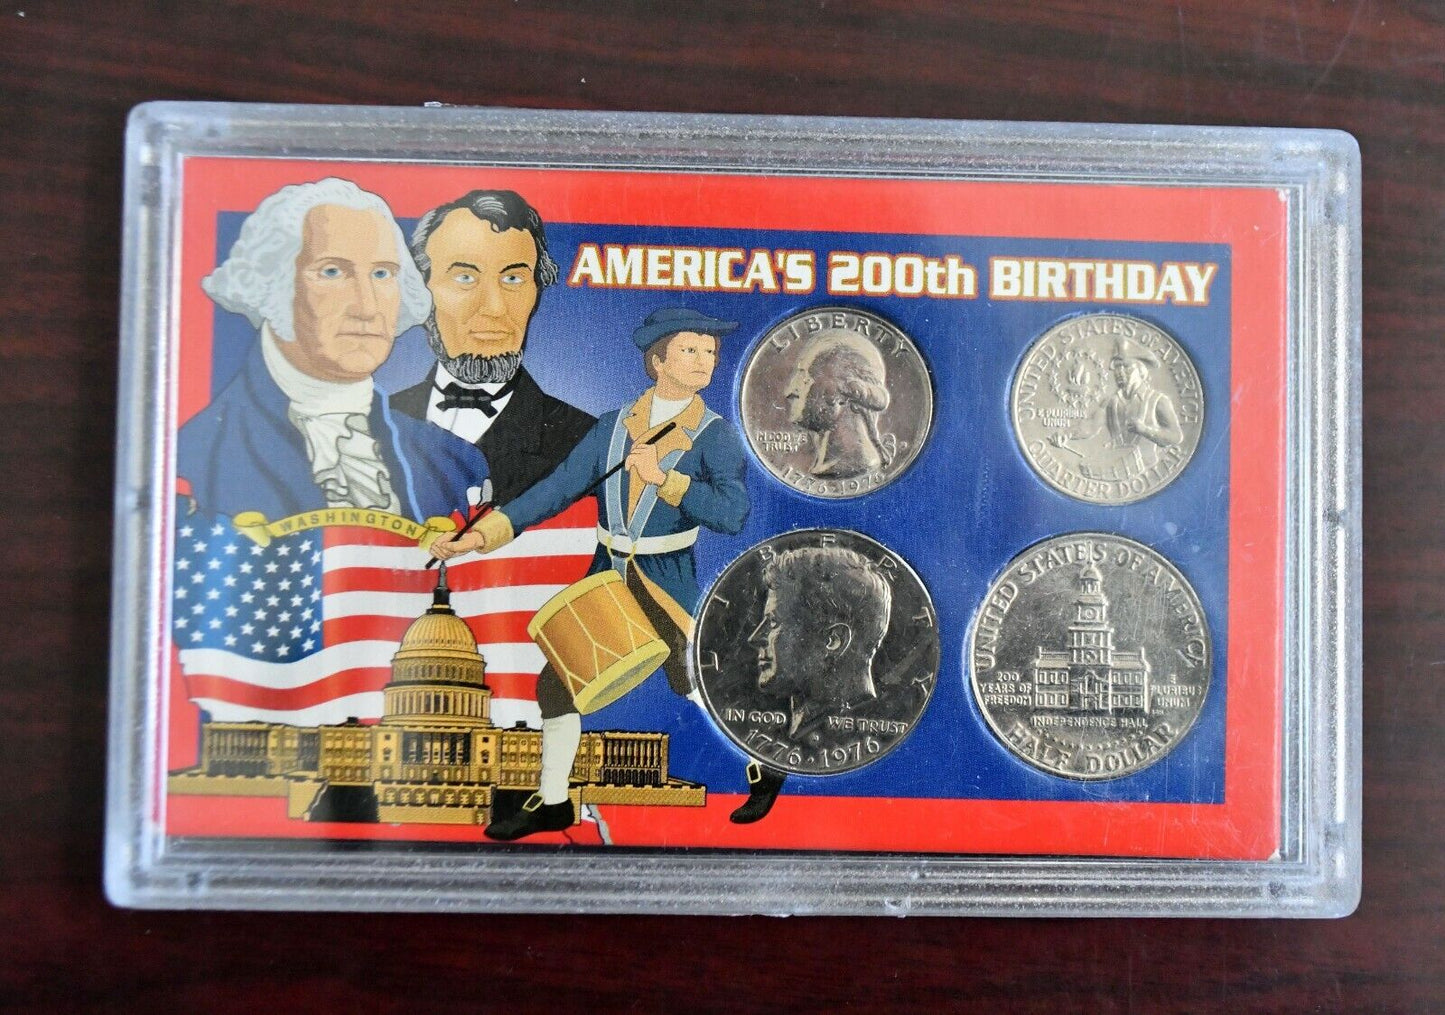 AMERICA'S 200th BIRTHDAY
WASHINGTON
LIBERTY
IN GOD WE
TRUST
1776-1976
UNITED STATES OF AMERICA
E PLURIBUS
UNUM
QUARTER DOLLAR
LIBERTY
IN GOD WE TRUST
1776·1976
UNITED STATES OF AMERICA
200
YEARS OF
FREEDOM
E
PLURIBUS
UNUM
INDEPENDENCE HALL
HALF DOLLAR